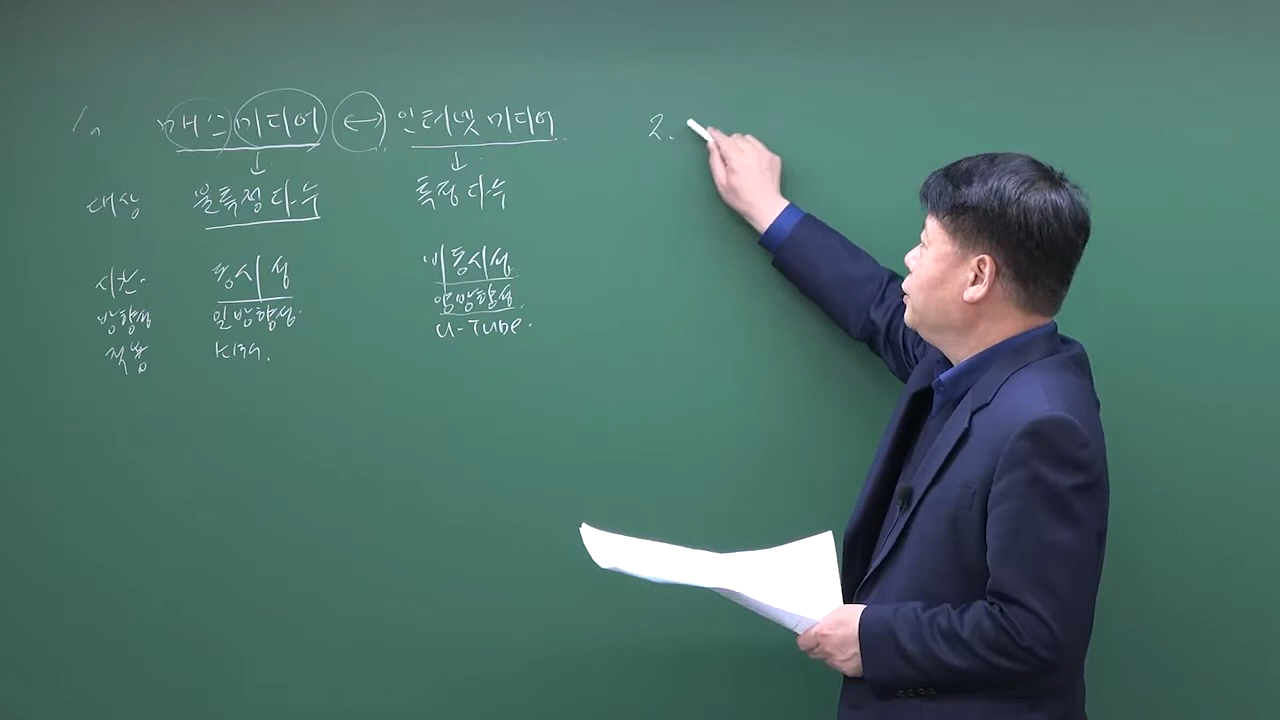 1. 매스 미디어 ↔ 인터넷 미디어 2.
↓ ↓
대상 불특정 다수 특정 다수
시간 동시성 비동시성
방향성 일방향성 양방향성
적용 KBS. U-TUBE.